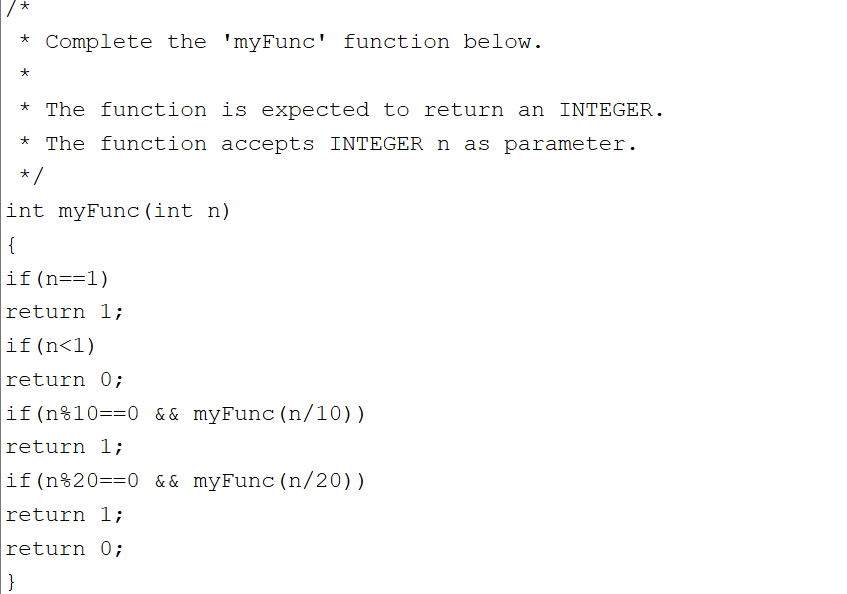 /*
 * Complete the 'myFunc' function below.
 *
 * The function is expected to return an INTEGER.
 * The function accepts INTEGER n as parameter.
 */
int myFunc(int n)
{
if(n==1)
return 1;
if(n<1)
return 0;
if(n%10==0 && myFunc(n/10))
return 1;
if(n%20==0 && myFunc(n/20))
return 1;
return 0;
}